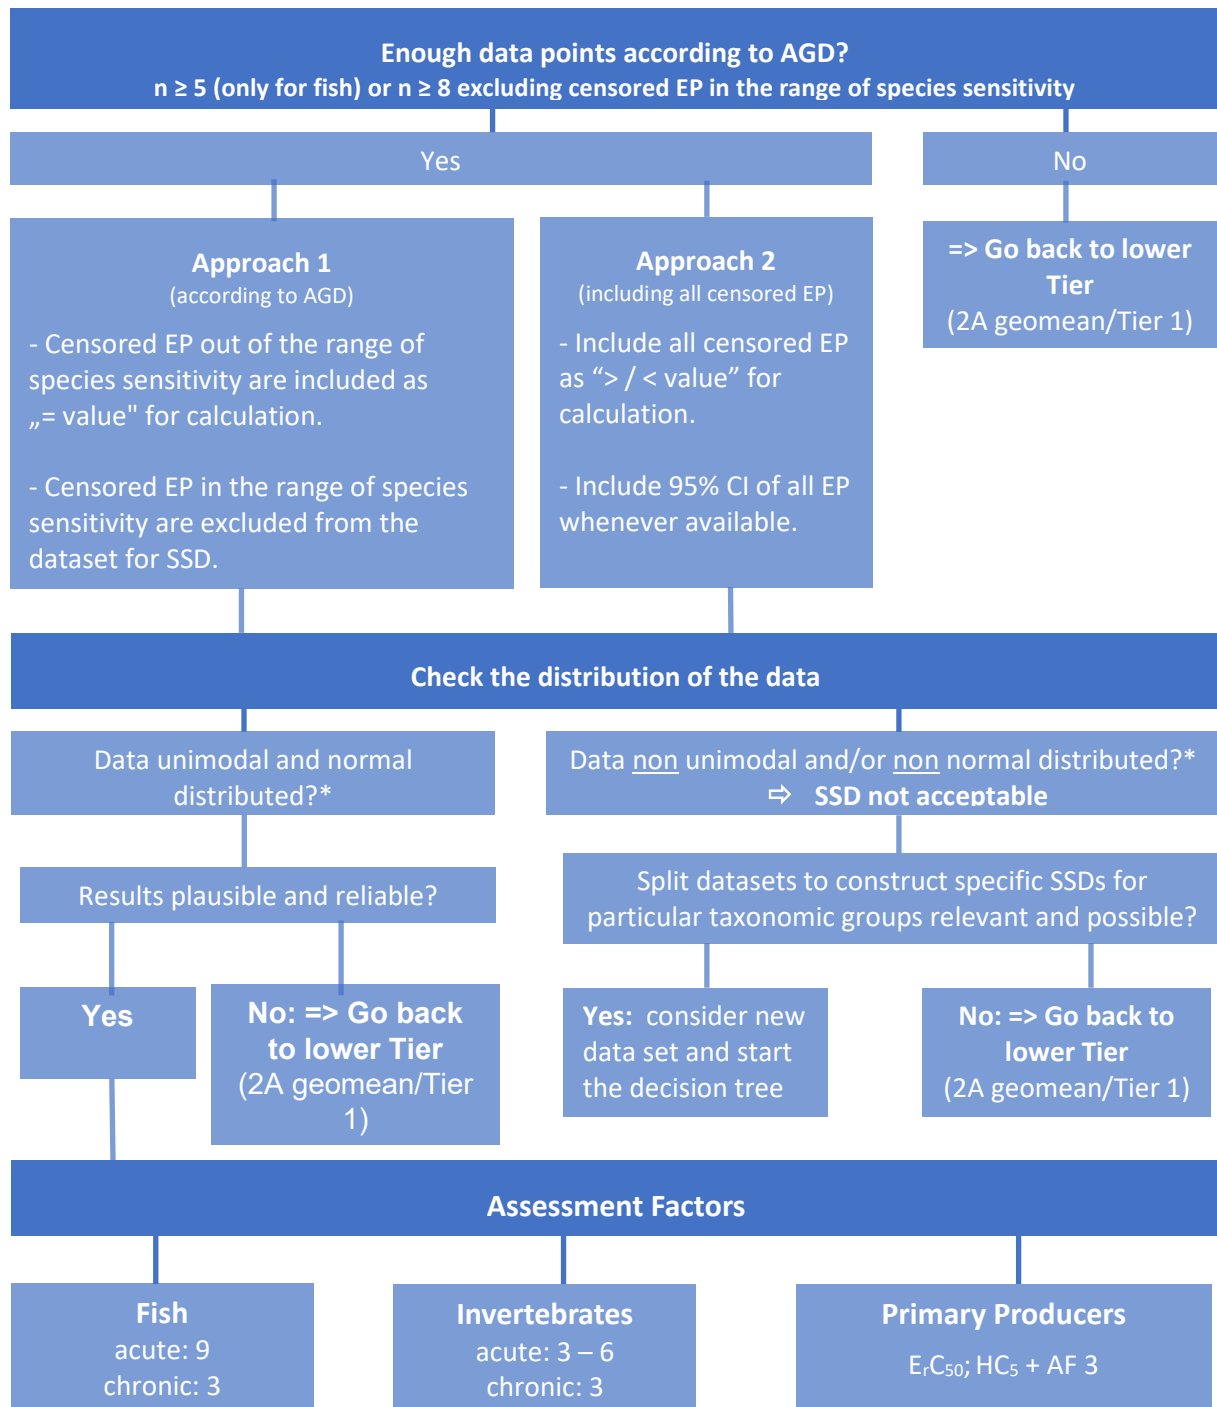 Enough data points according to AGD?
n ≥ 5 (only for fish) or n ≥ 8 excluding censored EP in the range of species sensitivity
Yes
No
Approach 1
(according to AGD)
- Censored EP out of the range of
species sensitivity are included as
„= value" for calculation.
- Censored EP in the range of species
sensitivity are excluded from the
dataset for SSD.
Approach 2
(including all censored EP)
- Include all censored EP
as “> / < value” for
calculation.
- Include 95% CI of all EP
whenever available.
=> Go back to lower
Tier
(2A geomean/Tier 1)
Check the distribution of the data
Data unimodal and normal
distributed?*
Data non unimodal and/or non normal distributed?*
⇨ SSD not acceptable
Results plausible and reliable?
Split datasets to construct specific SSDs for
particular taxonomic groups relevant and possible?
Yes
No: => Go back
to lower Tier
(2A geomean/Tier
1)
Yes: consider new
data set and start
the decision tree
No: => Go back to
lower Tier
(2A geomean/Tier 1)
Assessment Factors
Fish
acute: 9
chronic: 3
Invertebrates
acute: 3 – 6
chronic: 3
Primary Producers
ErC50; HC5 + AF 3